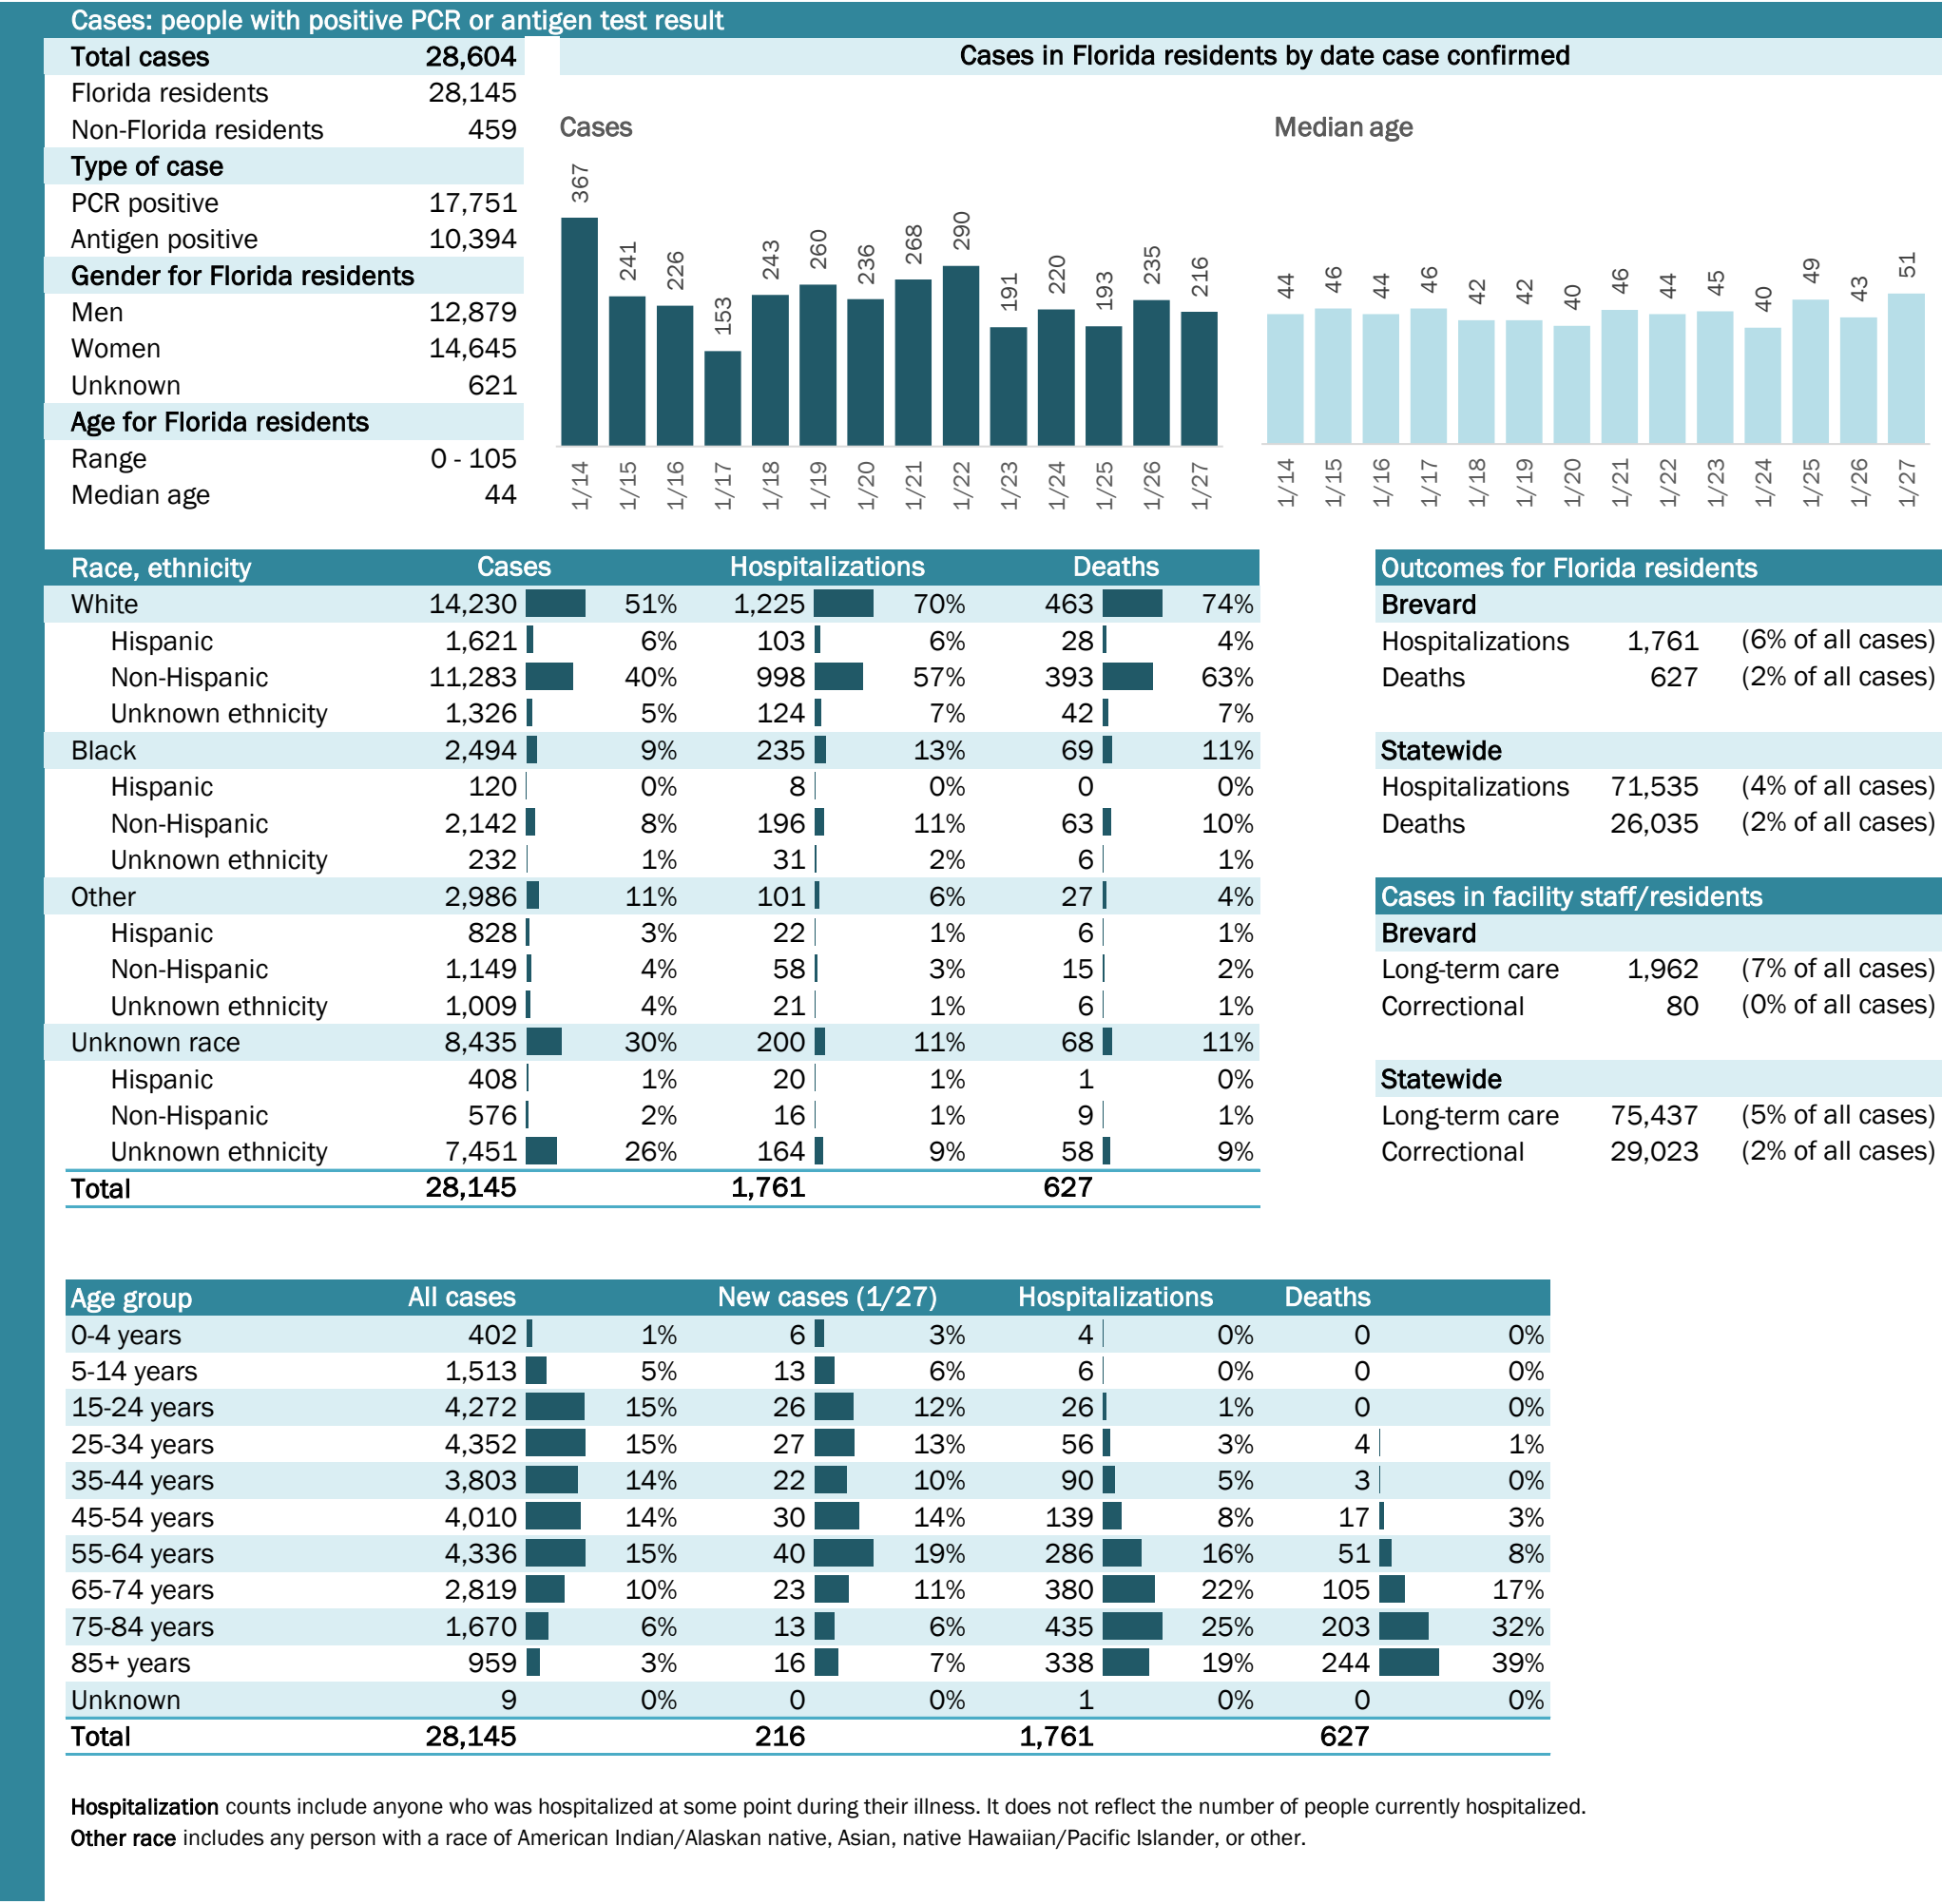 Cases: people with positive PCR or antigen test result
Total cases 28,604
Florida residents 28,145
Non-Florida residents 459
Type of case
PCR positive 17,751
Antigen positive 10,394
Gender for Florida residents
Men 12,879
Women 14,645
Unknown 621
Age for Florida residents
Range 0 - 105
Median age 44
Cases in Florida residents by date case confirmed
Cases
367 241 226 153 243 260 236 268 290 191 220 193 235 216
1/14 1/15 1/16 1/17 1/18 1/19 1/20 1/21 1/22 1/23 1/24 1/25 1/26 1/27
Median age
44 46 44 46 42 42 40 46 44 45 40 49 43 51
1/14 1/15 1/16 1/17 1/18 1/19 1/20 1/21 1/22 1/23 1/24 1/25 1/26 1/27
Race, ethnicity Cases Hospitalizations Deaths
White 14,230 51% 1,225 70% 463 74%
Hispanic 1,621 6% 103 6% 28 4%
Non-Hispanic 11,283 40% 998 57% 393 63%
Unknown ethnicity 1,326 5% 124 7% 42 7%
Black 2,494 9% 235 13% 69 11%
Hispanic 120 0% 8 0% 0 0%
Non-Hispanic 2,142 8% 196 11% 63 10%
Unknown ethnicity 232 1% 31 2% 6 1%
Other 2,986 11% 101 6% 27 4%
Hispanic 828 3% 22 1% 6 1%
Non-Hispanic 1,149 4% 58 3% 15 2%
Unknown ethnicity 1,009 4% 21 1% 6 1%
Unknown race 8,435 30% 200 11% 68 11%
Hispanic 408 1% 20 1% 1 0%
Non-Hispanic 576 2% 16 1% 9 1%
Unknown ethnicity 7,451 26% 164 9% 58 9%
Total 28,145 1,761 627
Outcomes for Florida residents
Brevard
Hospitalizations 1,761 (6% of all cases)
Deaths 627 (2% of all cases)
Statewide
Hospitalizations 71,535 (4% of all cases)
Deaths 26,035 (2% of all cases)
Cases in facility staff/residents
Brevard
Long-term care 1,962 (7% of all cases)
Correctional 80 (0% of all cases)
Statewide
Long-term care 75,437 (5% of all cases)
Correctional 29,023 (2% of all cases)
Age group All cases New cases (1/27) Hospitalizations Deaths
0-4 years 402 1% 6 3% 4 0% 0 0%
5-14 years 1,513 5% 13 6% 6 0% 0 0%
15-24 years 4,272 15% 26 12% 26 1% 0 0%
25-34 years 4,352 15% 27 13% 56 3% 4 1%
35-44 years 3,803 14% 22 10% 90 5% 3 0%
45-54 years 4,010 14% 30 14% 139 8% 17 3%
55-64 years 4,336 15% 40 19% 286 16% 51 8%
65-74 years 2,819 10% 23 11% 380 22% 105 17%
75-84 years 1,670 6% 13 6% 435 25% 203 32%
85+ years 959 3% 16 7% 338 19% 244 39%
Unknown 9 0% 0 0% 1 0% 0 0%
Total 28,145 216 1,761 627
Hospitalization counts include anyone who was hospitalized at some point during their illness. It does not reflect the number of people currently hospitalized.
Other race includes any person with a race of American Indian/Alaskan native, Asian, native Hawaiian/Pacific Islander, or other.